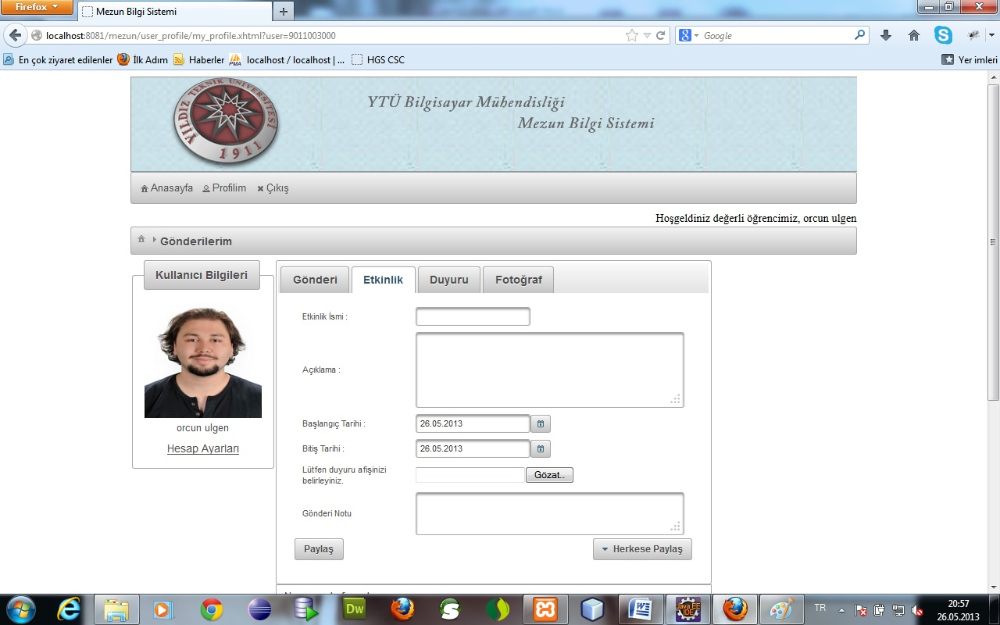 Firefox
Mezun Bilgi Sistemi
localhost:8081/mezun/user_profile/my_profile.xhtml?user=9011003000
Google
En çok ziyaret edilenler
İlk Adım
Haberler
localhost / localhost | ...
HGS CSC
Yer imleri
YILDIZ TEKNİK ÜNİVERSİTESİ
1911
YTÜ Bilgisayar Mühendisliği
Mezun Bilgi Sistemi
Anasayfa
Profilim
Çıkış
Hoşgeldiniz değerli öğrencimiz, orcun ulgen
Gönderilerim
Kullanıcı Bilgileri
orcun ulgen
Hesap Ayarları
Gönderi
Etkinlik
Duyuru
Fotoğraf
Etkinlik İsmi :
Açıklama :
Başlangıç Tarihi :
26.05.2013
Bitiş Tarihi :
26.05.2013
Lütfen duyuru afişinizi
belirleyiniz.
Gözat...
Gönderi Notu
Paylaş
Herkese Paylaş
Dw
Java EE
IDE
TR
20:57
26.05.2013